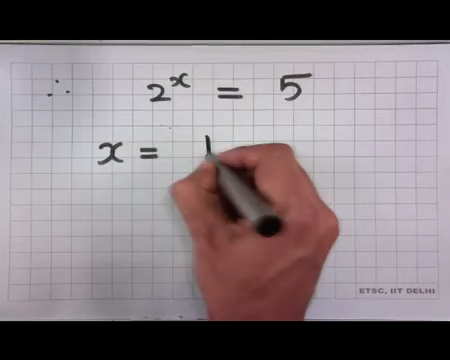 ∴ 2^x = 5
x =
ETSC, IIT DELHI